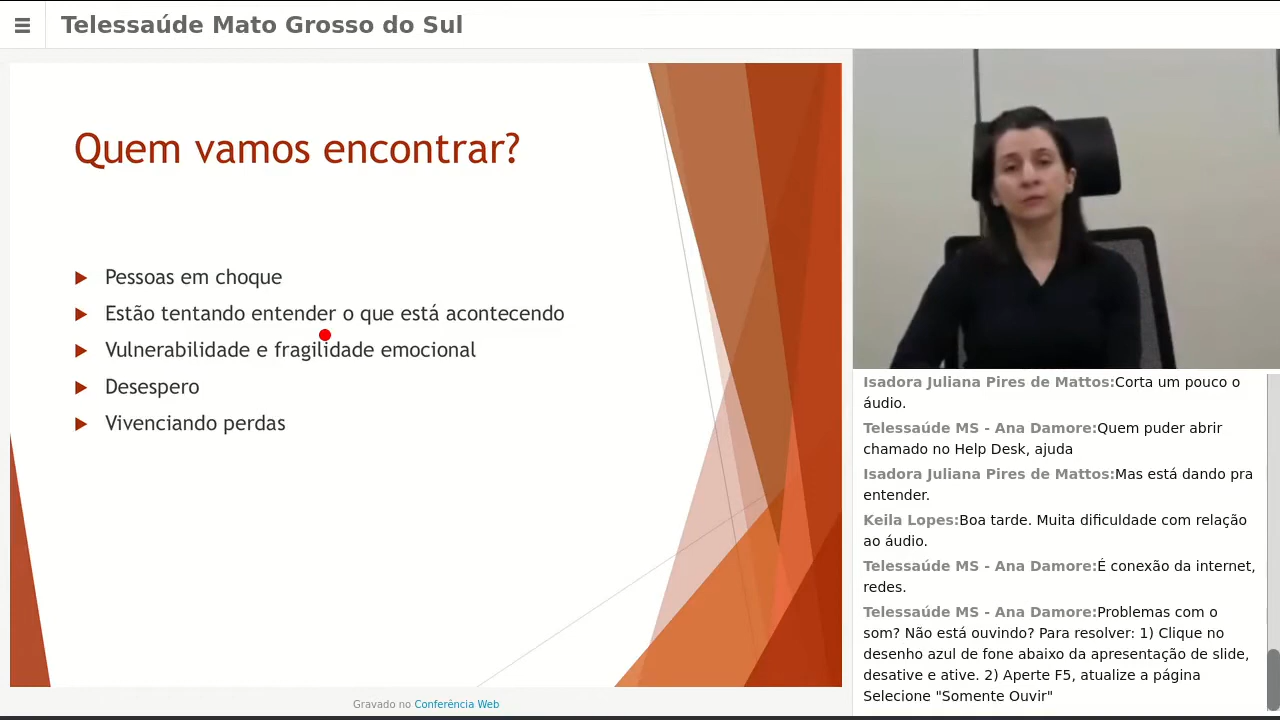 Telessaúde Mato Grosso do Sul
Quem vamos encontrar?
Pessoas em choque
Estão tentando entender o que está acontecendo
Vulnerabilidade e fragilidade emocional
Desespero
Vivenciando perdas
Gravado no Conferência Web
Isadora Juliana Pires de Mattos:Corta um pouco o
áudio.
Telessaúde MS - Ana Damore:Quem puder abrir
chamado no Help Desk, ajuda
Isadora Juliana Pires de Mattos:Mas está dando pra
entender.
Keila Lopes:Boa tarde. Muita dificuldade com relação
ao áudio.
Telessaúde MS - Ana Damore:É conexão da internet,
redes.
Telessaúde MS - Ana Damore:Problemas com o
som? Não está ouvindo? Para resolver: 1) Clique no
desenho azul de fone abaixo da apresentação de slide,
desative e ative. 2) Aperte F5, atualize a página
Selecione "Somente Ouvir"